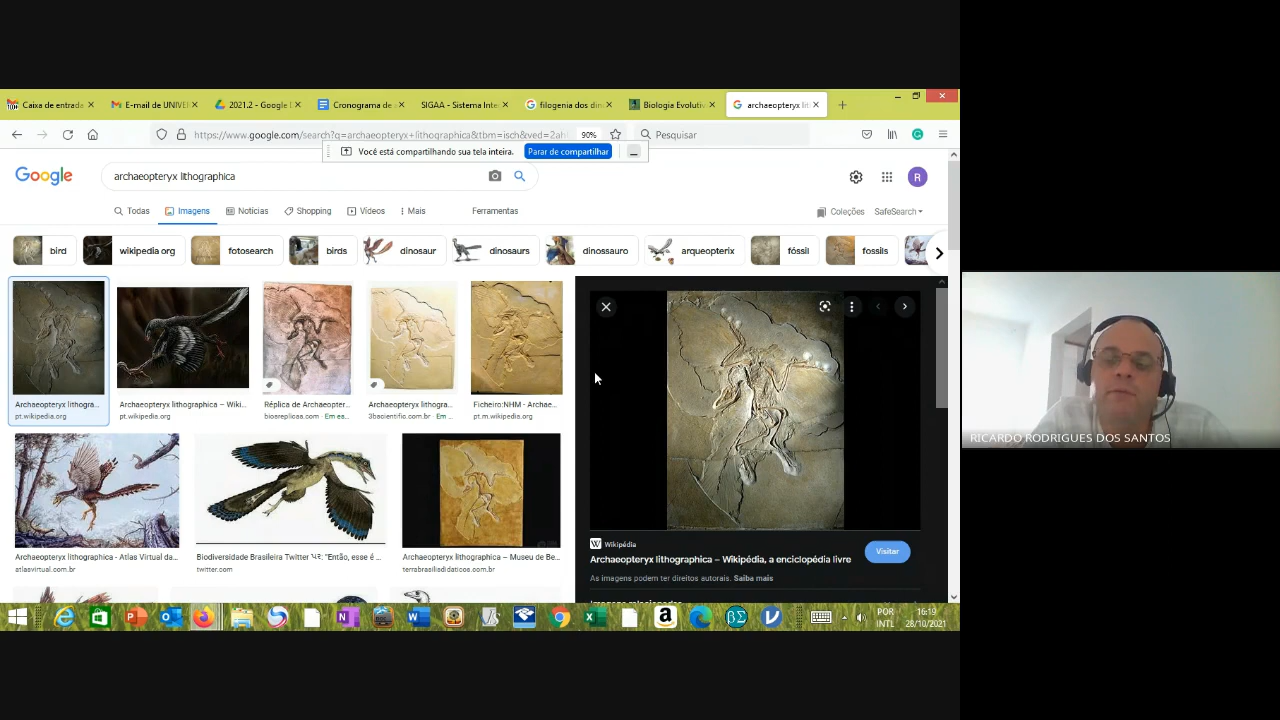 Caixa de entrada
E-mail de UNIVE
2021.2 - Google
Cronograma de
SIGAA - Sistema Inte
filogenia dos din
Biologia Evoluti
archaeopteryx lit
https://www.google.com/search?q=archaeopteryx+lithographica&tbm=isch&ved=2ah
90%
Pesquisar
Você está compartilhando sua tela inteira.
Parar de compartilhar
Google
archaeopteryx lithographica
R
Todas
Imagens
Notícias
Shopping
Vídeos
Mais
Ferramentas
Coleções
SafeSearch
bird
wikipedia org
fotosearch
birds
dinosaur
dinosaurs
dinossauro
arqueopterix
fóssil
fossils
Archaeopteryx lithogra...
pt.wikipedia.org
Archaeopteryx lithographica – Wiki...
pt.wikipedia.org
Réplica de Archaeopter...
biosreplicas.com · Em es...
Archaeopteryx lithogra...
3bscientific.com.br · Em ...
Ficheiro:NHM - Archae...
pt.m.wikipedia.org
Archaeopteryx lithographica - Atlas Virtual da...
atlasvirtual.com.br
Biodiversidade Brasileira Twitter
"Então, esse é ...
twitter.com
Archaeopteryx lithographica – Museu de Be...
terrabrasilisdidaticos.com.br
W Wikipédia
Archaeopteryx lithographica – Wikipédia, a enciclopédia livre
Visitar
As imagens podem ter direitos autorais. Saiba mais
Imagens relacionadas
POR
INTL
16:19
28/10/2021
RICARDO RODRIGUES DOS SANTOS